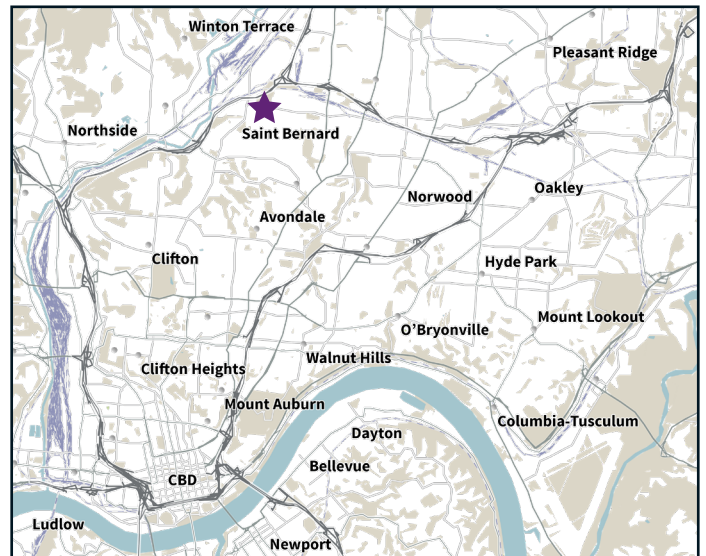 Winton Terrace
Pleasant Ridge
Northside
Saint Bernard
Oakley
Norwood
Avondale
Clifton
Hyde Park
Mount Lookout
O'Bryonville
Walnut Hills
Clifton Heights
Mount Auburn
Columbia-Tusculum
Dayton
Bellevue
CBD
Ludlow
Newport